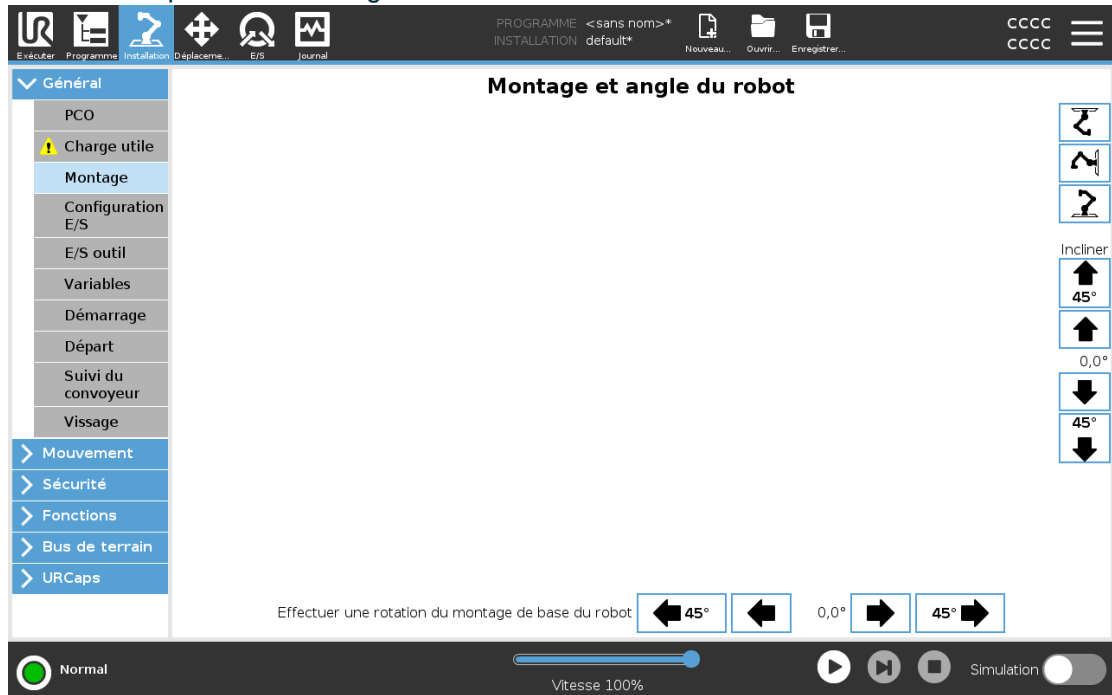 PROGRAMME <sans nom>*
INSTALLATION default*
CCCC
CCCC
Exécuter Programme Installation Déplaceme... E/S Journal
Nouveau... Ouvrir... Enregistrer...
Général
PCO
Charge utile
Montage
Configuration
E/S
E/S outil
Variables
Démarrage
Départ
Suivi du
convoyeur
Vissage
Mouvement
Sécurité
Fonctions
Bus de terrain
URCaps
Montage et angle du robot
Incliner
45°
0,0°
45°
Effectuer une rotation du montage de base du robot 45° 0,0° 45°
Normal
Vitesse 100%
Simulation